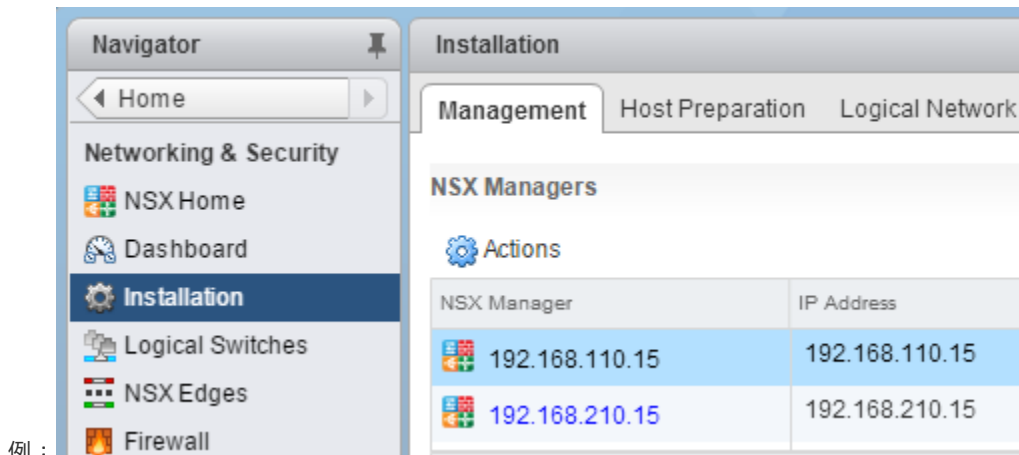 Navigator
Home
Networking & Security
NSX Home
Dashboard
Installation
Logical Switches
NSX Edges
Firewall
Installation
Management Host Preparation Logical Network
NSX Managers
Actions
NSX Manager IP Address
192.168.110.15 192.168.110.15
192.168.210.15 192.168.210.15
例：